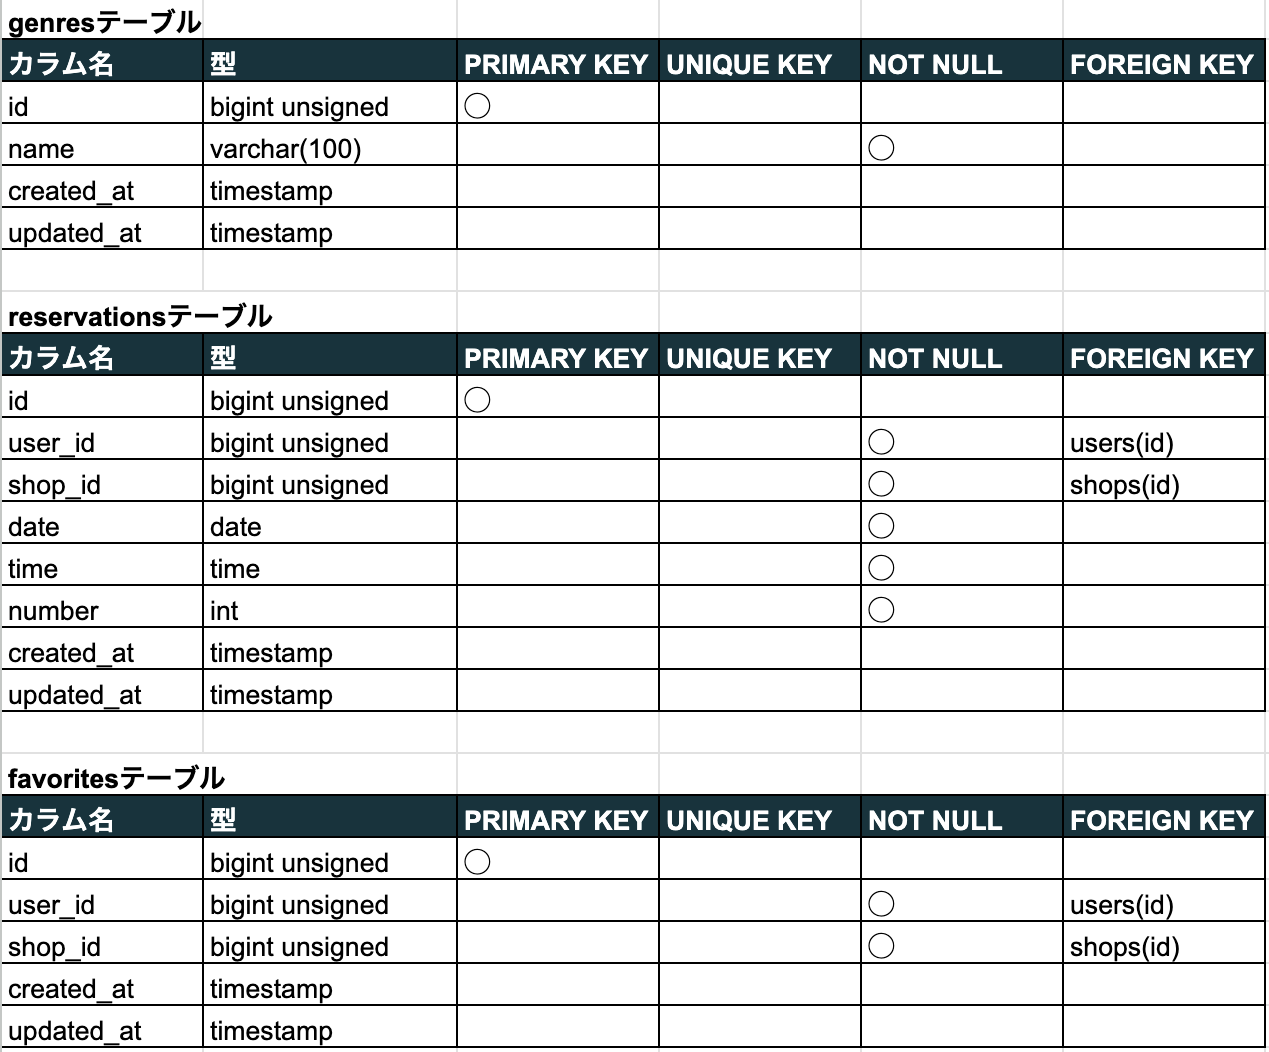 genresテーブル
カラム名 型 PRIMARY KEY UNIQUE KEY NOT NULL FOREIGN KEY
id bigint unsigned ○
name varchar(100) ○
created_at timestamp
updated_at timestamp
reservationsテーブル
カラム名 型 PRIMARY KEY UNIQUE KEY NOT NULL FOREIGN KEY
id bigint unsigned ○
user_id bigint unsigned ○ users(id)
shop_id bigint unsigned ○ shops(id)
date date ○
time time ○
number int ○
created_at timestamp
updated_at timestamp
favoritesテーブル
カラム名 型 PRIMARY KEY UNIQUE KEY NOT NULL FOREIGN KEY
id bigint unsigned ○
user_id bigint unsigned ○ users(id)
shop_id bigint unsigned ○ shops(id)
created_at timestamp
updated_at timestamp